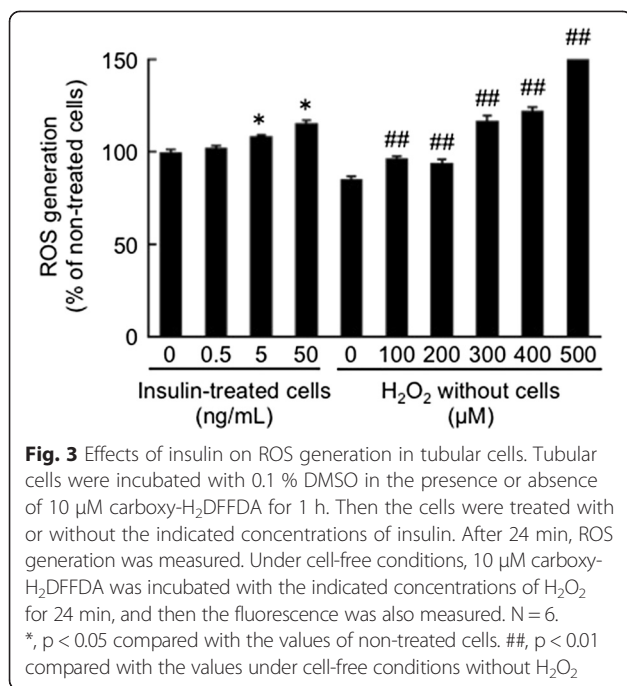 ##
150
##
##
*
##
##
*
100
50
0
ROS generation
(% of non-treated cells)
0 0.5 5 50 0 100 200 300 400 500
Insulin-treated cells
(ng/mL)
H₂O₂ without cells
(µM)
Fig. 3 Effects of insulin on ROS generation in tubular cells. Tubular
cells were incubated with 0.1 % DMSO in the presence or absence
of 10 µM carboxy-H₂DFFDA for 1 h. Then the cells were treated with
or without the indicated concentrations of insulin. After 24 min, ROS
generation was measured. Under cell-free conditions, 10 µM carboxy-
H₂DFFDA was incubated with the indicated concentrations of H₂O₂
for 24 min, and then the fluorescence was also measured. N = 6.
*, p < 0.05 compared with the values of non-treated cells. ##, p < 0.01
compared with the values under cell-free conditions without H₂O₂